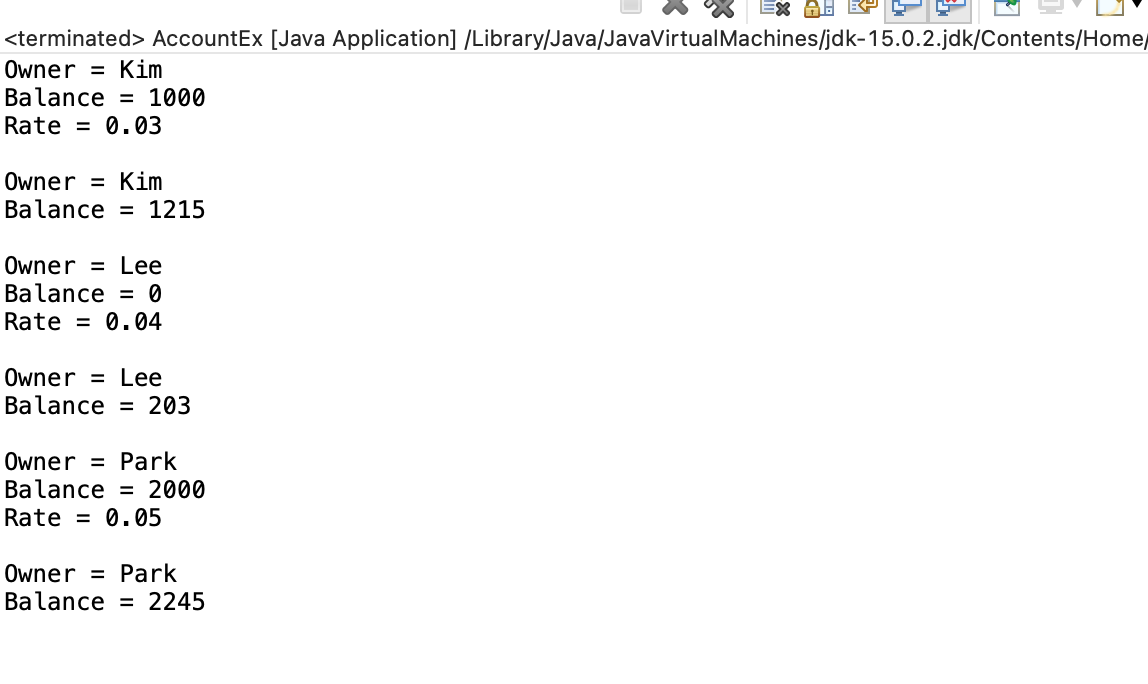 <terminated> AccountEx [Java Application] /Library/Java/JavaVirtualMachines/jdk-15.0.2.jdk/Contents/Home/
Owner = Kim
Balance = 1000
Rate = 0.03
Owner = Kim
Balance = 1215
Owner = Lee
Balance = 0
Rate = 0.04
Owner = Lee
Balance = 203
Owner = Park
Balance = 2000
Rate = 0.05
Owner = Park
Balance = 2245